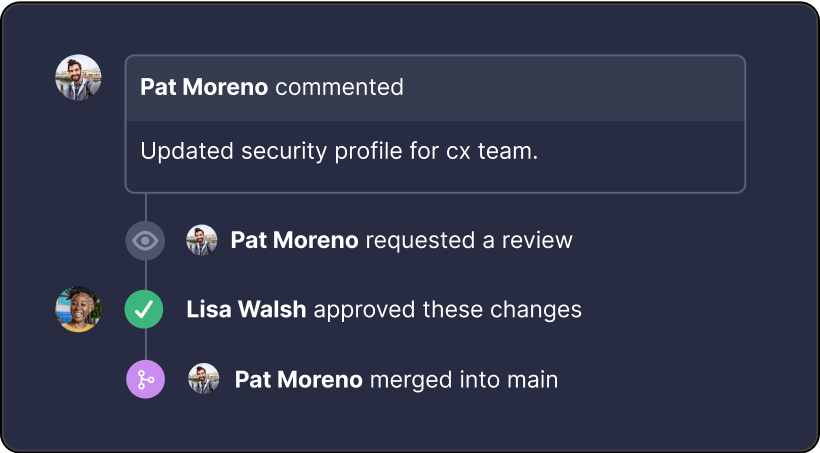 Pat Moreno commented
Updated security profile for cx team.
Pat Moreno requested a review
Lisa Walsh approved these changes
Pat Moreno merged into main